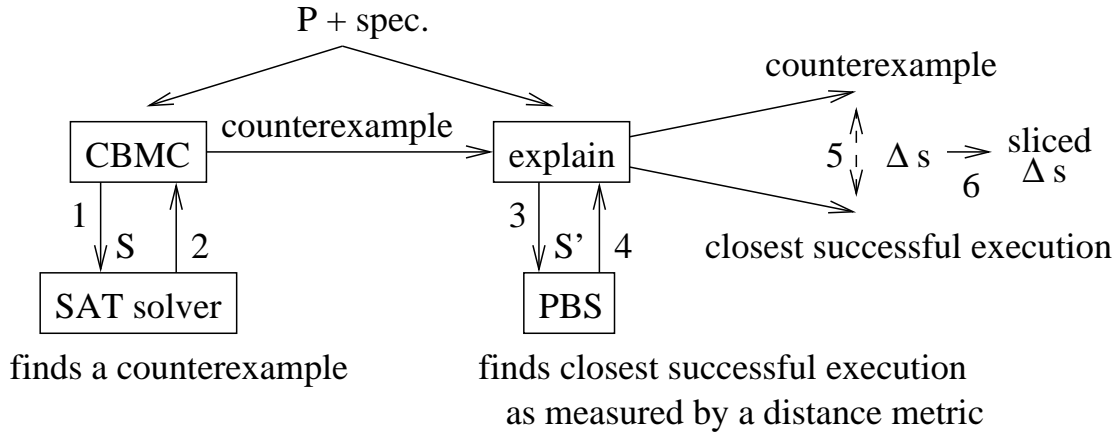 P + spec.
counterexample
counterexample
CBMC
explain
5
Δ s
6
sliced
Δ s
1
S
2
3
S'
4
closest successful execution
SAT solver
PBS
finds a counterexample
finds closest successful execution
as measured by a distance metric